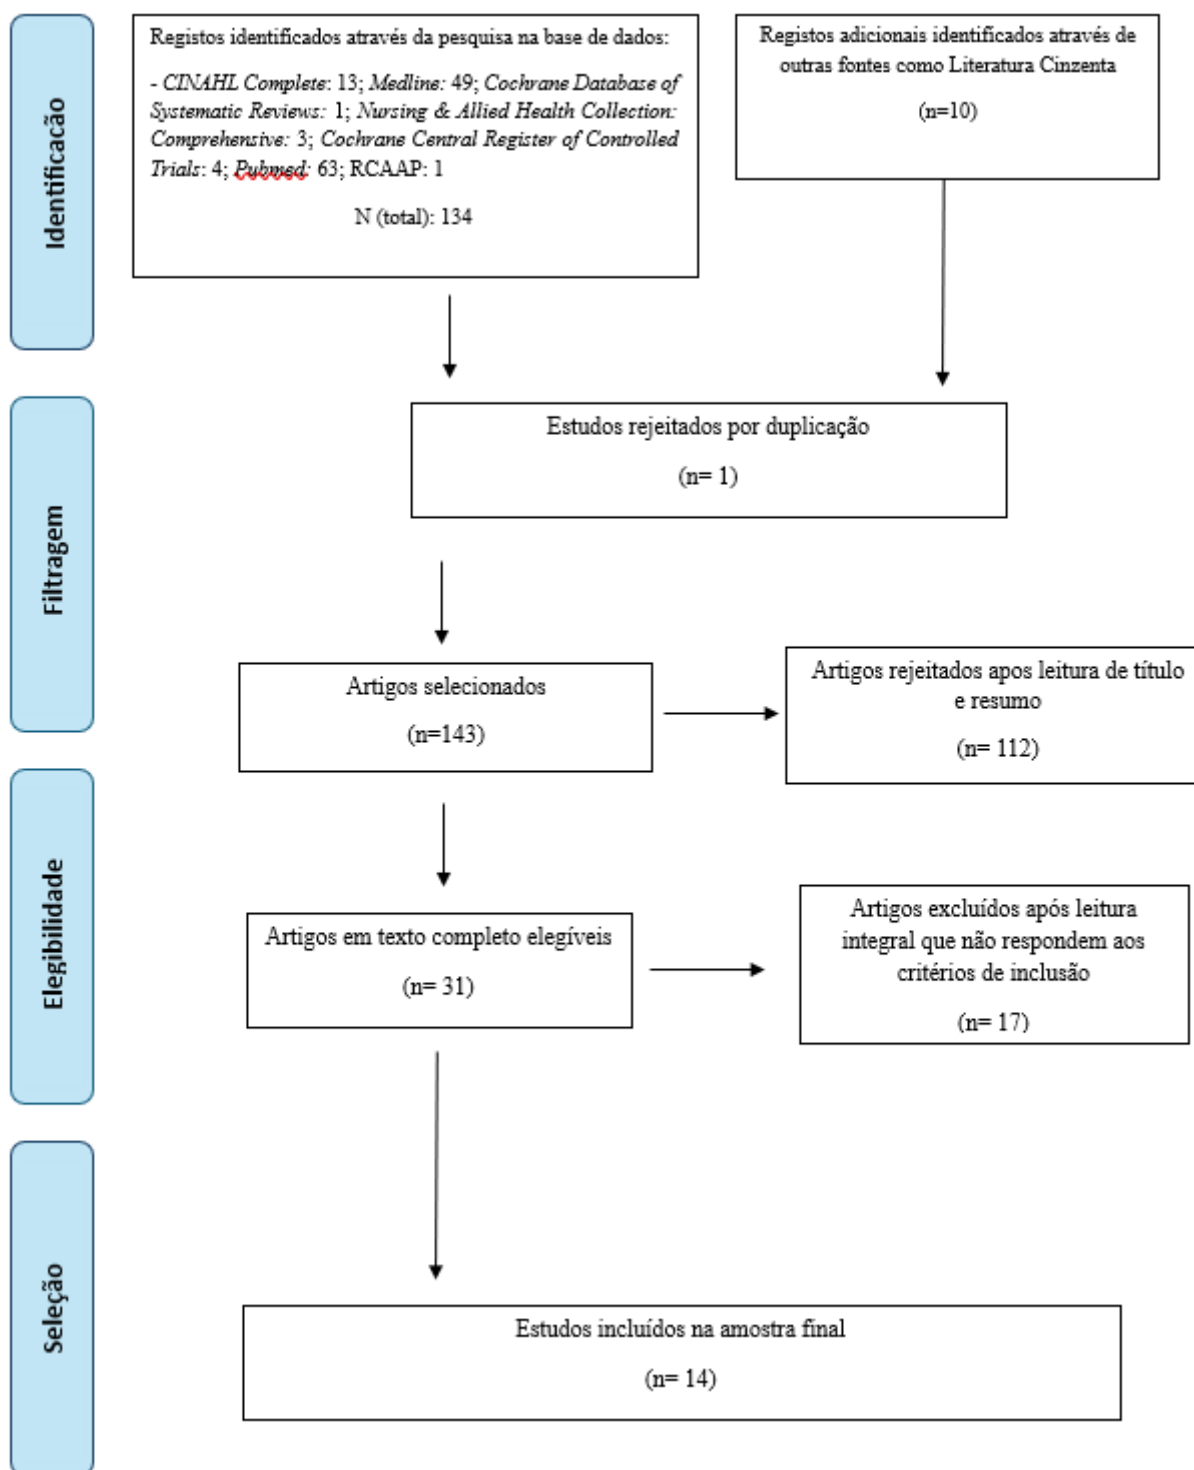 Identificação
Registos identificados através da pesquisa na base de dados:
- CINAHL Complete: 13; Medline: 49; Cochrane Database of
Systematic Reviews: 1; Nursing & Allied Health Collection:
Comprehensive: 3; Cochrane Central Register of Controlled
Trials: 4; Pubmed: 63; RCAAP: 1
N (total): 134
Registos adicionais identificados através de
outras fontes como Literatura Cinzenta
(n=10)
Filtragem
Estudos rejeitados por duplicação
(n= 1)
Artigos selecionados
(n=143)
Artigos rejeitados apos leitura de título
e resumo
(n= 112)
Elegibilidade
Artigos em texto completo elegíveis
(n= 31)
Artigos excluídos após leitura
integral que não respondem aos
critérios de inclusão
(n= 17)
Seleção
Estudos incluídos na amostra final
(n= 14)